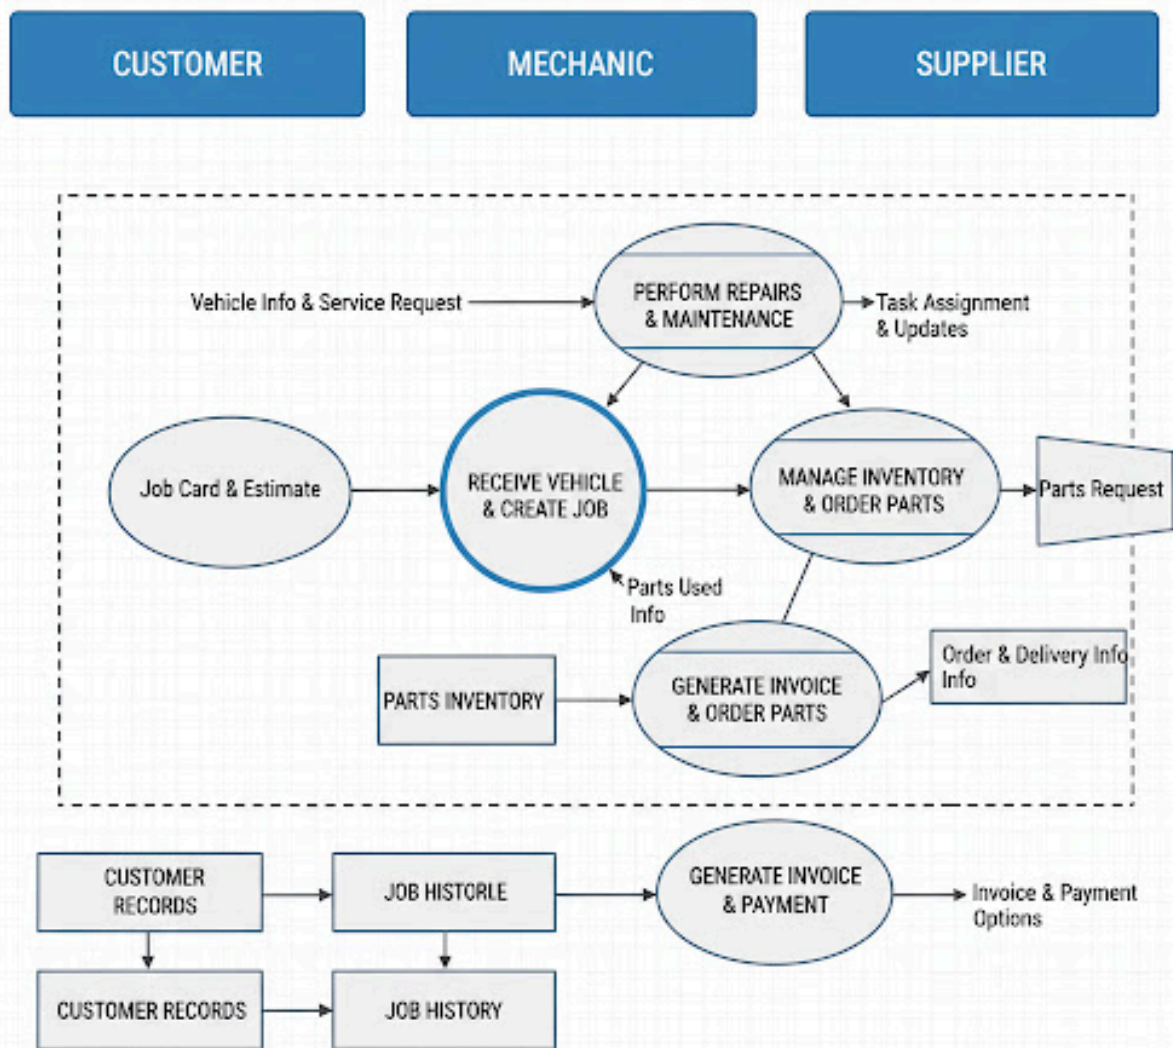 CUSTOMER
MECHANIC
SUPPLIER
PERFORM REPAIRS
& MAINTENANCE
Vehicle Info & Service Request
Task Assignment
& Updates
Job Card & Estimate
RECEIVE VEHICLE
& CREATE JOB
MANAGE INVENTORY
& ORDER PARTS
Parts Request
Parts Used
Info
PARTS INVENTORY
GENERATE INVOICE
& ORDER PARTS
Order & Delivery Info
Info
CUSTOMER
RECORDS
JOB HISTORLE
GENERATE INVOICE
& PAYMENT
Invoice & Payment
Options
CUSTOMER RECORDS
JOB HISTORY